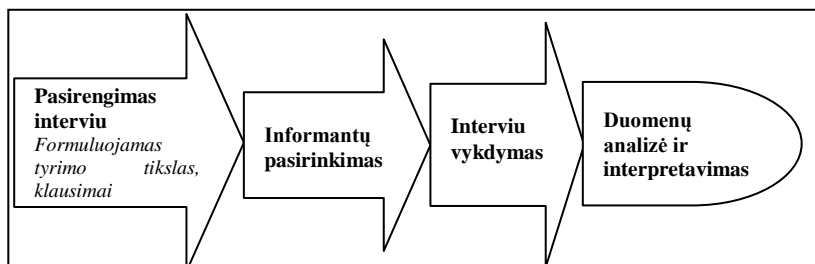 Pasirengimas
interviu
Formuluojamas
tyrimo tikslas,
klausimai
Informantų
pasirinkimas
Interviu
vykdymas
Duomenų
analizė ir
interpretavimas